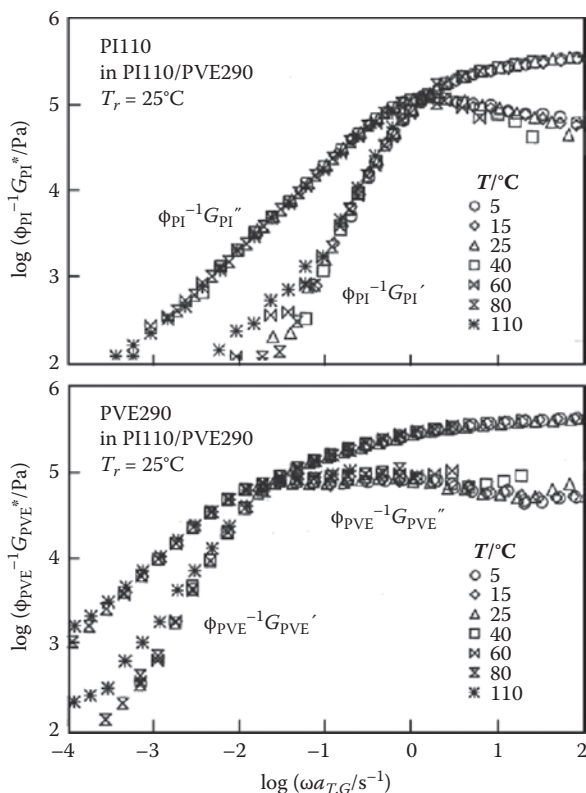 6
PI110
in PI110/PVE290
Tr = 25°C
5
log (ϕPI⁻¹GPI*/Pa)
ϕPI⁻¹GPI″
4
T/°C
5
15
3
ϕPI⁻¹GPI′
25
40
60
80
2
110
6
PVE290
in PI110/PVE290
Tr = 25°C
5
log (ϕPVE⁻¹GPVE*/Pa)
ϕPVE⁻¹GPVE″
4
T/°C
5
15
ϕPVE⁻¹GPVE′
25
3
40
60
80
110
2
−4 −3 −2 −1 0 1 2
log (ωaT,G/s⁻¹)